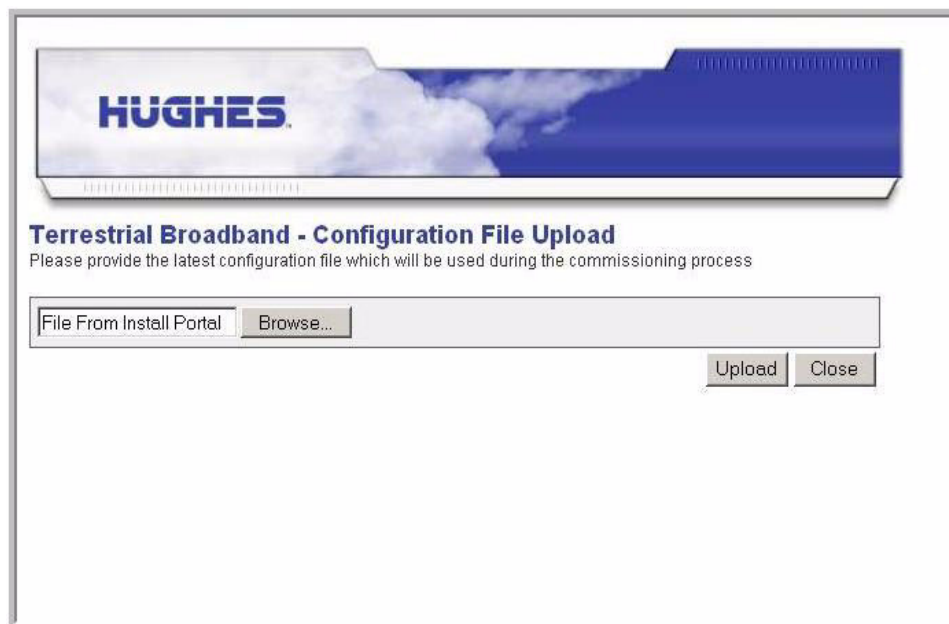 HUGHES.
Terrestrial Broadband - Configuration File Upload
Please provide the latest configuration file which will be used during the commissioning process
File From Install Portal Browse...
Upload Close